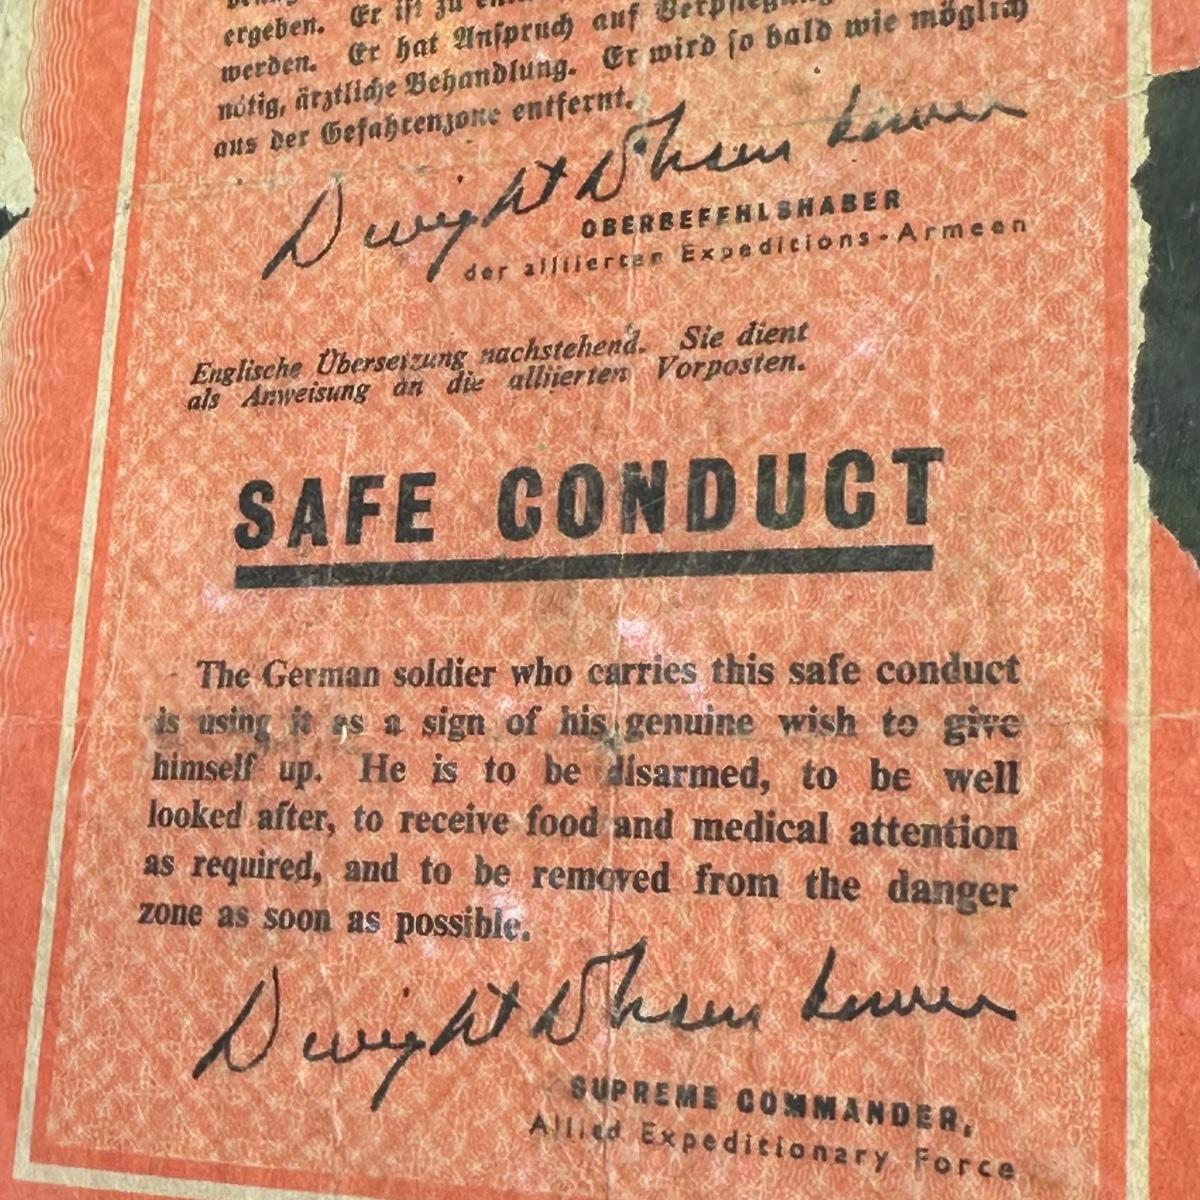 ergeben. Er ist zu
werden. Er hat Anspruch auf Verpflegung
nötig, ärztliche Behandlung. Er wird so bald wie möglich
aus der Gefahrenzone entfernt.
Dwight D Eisenhower
OBERBEFEHLSHABER
der alliierten Expeditions-Armeen
Englische Übersetzung nachstehend. Sie dient
als Anweisung an die alliierten Vorposten.
SAFE CONDUCT
The German soldier who carries this safe conduct
is using it as a sign of his genuine wish to give
himself up. He is to be disarmed, to be well
looked after, to receive food and medical attention
as required, and to be removed from the danger
zone as soon as possible.
Dwight D Eisenhower
SUPREME COMMANDER,
Allied Expeditionary Force